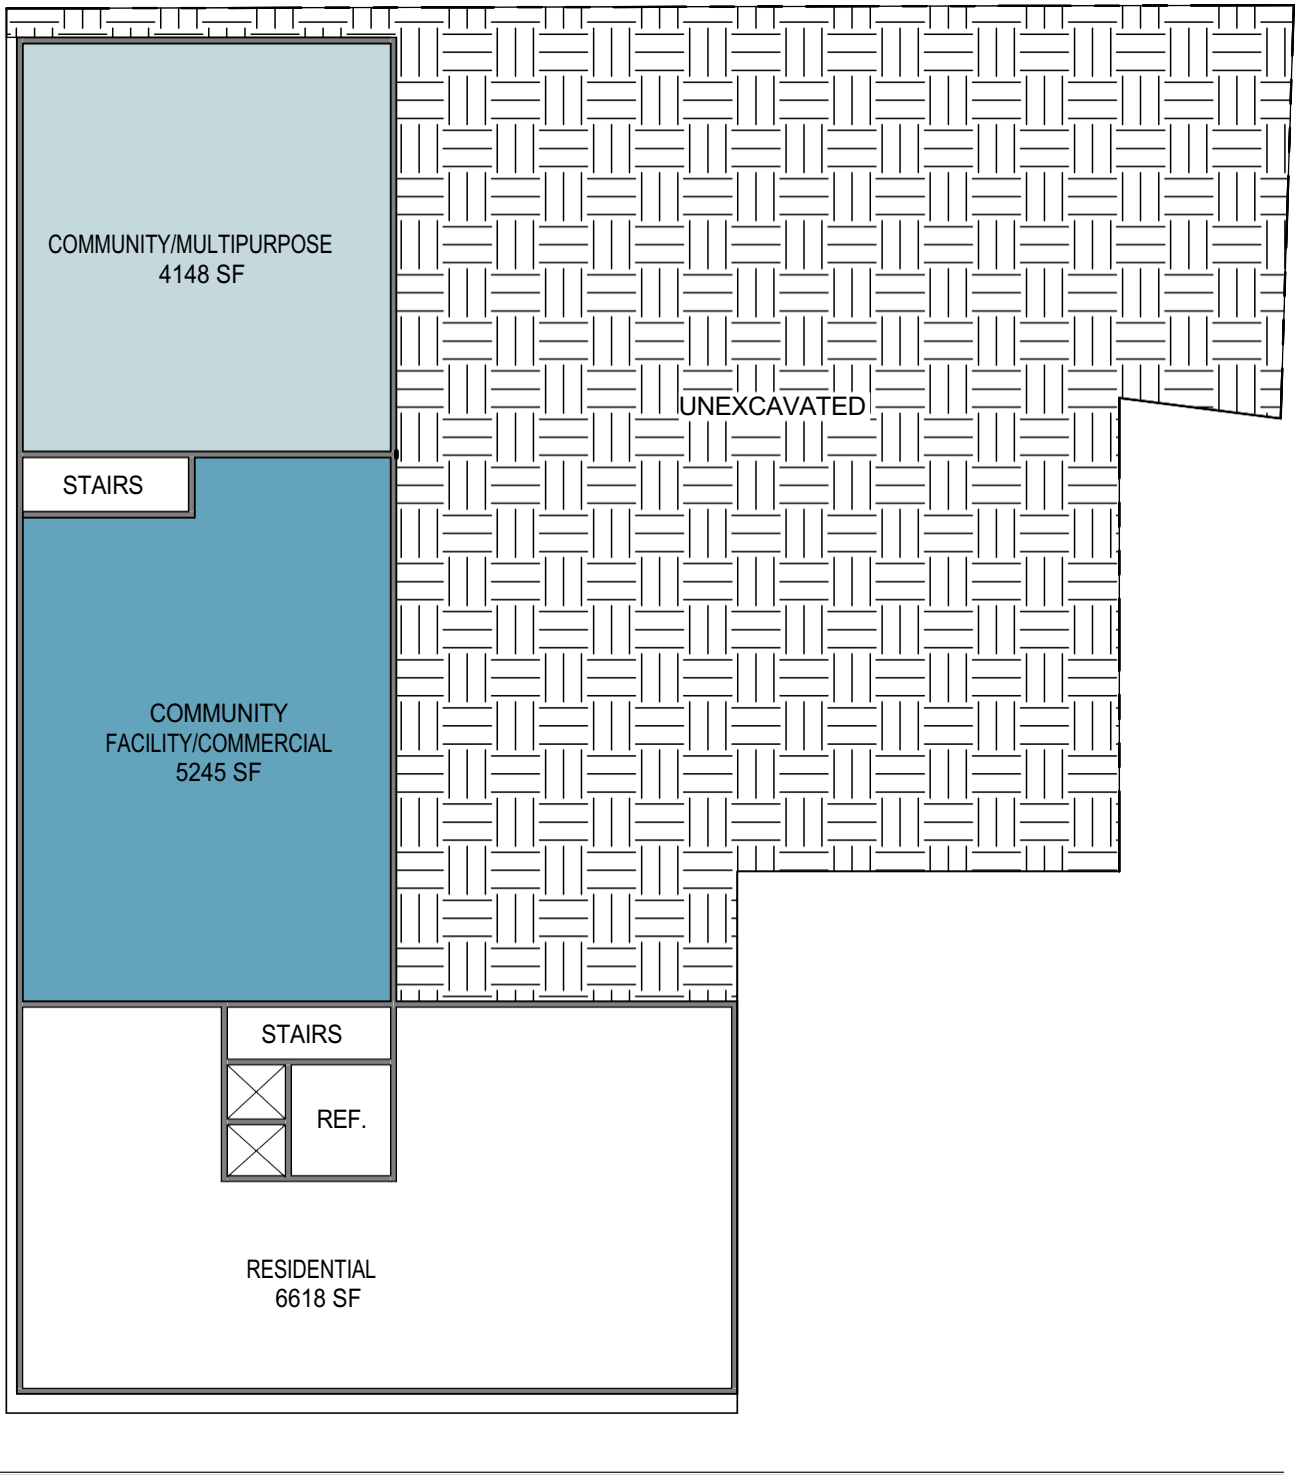 COMMUNITY/MULTIPURPOSE
4148 SF
UNEXCAVATED
STAIRS
COMMUNITY
FACILITY/COMMERCIAL
5245 SF
STAIRS
REF.
RESIDENTIAL
6618 SF